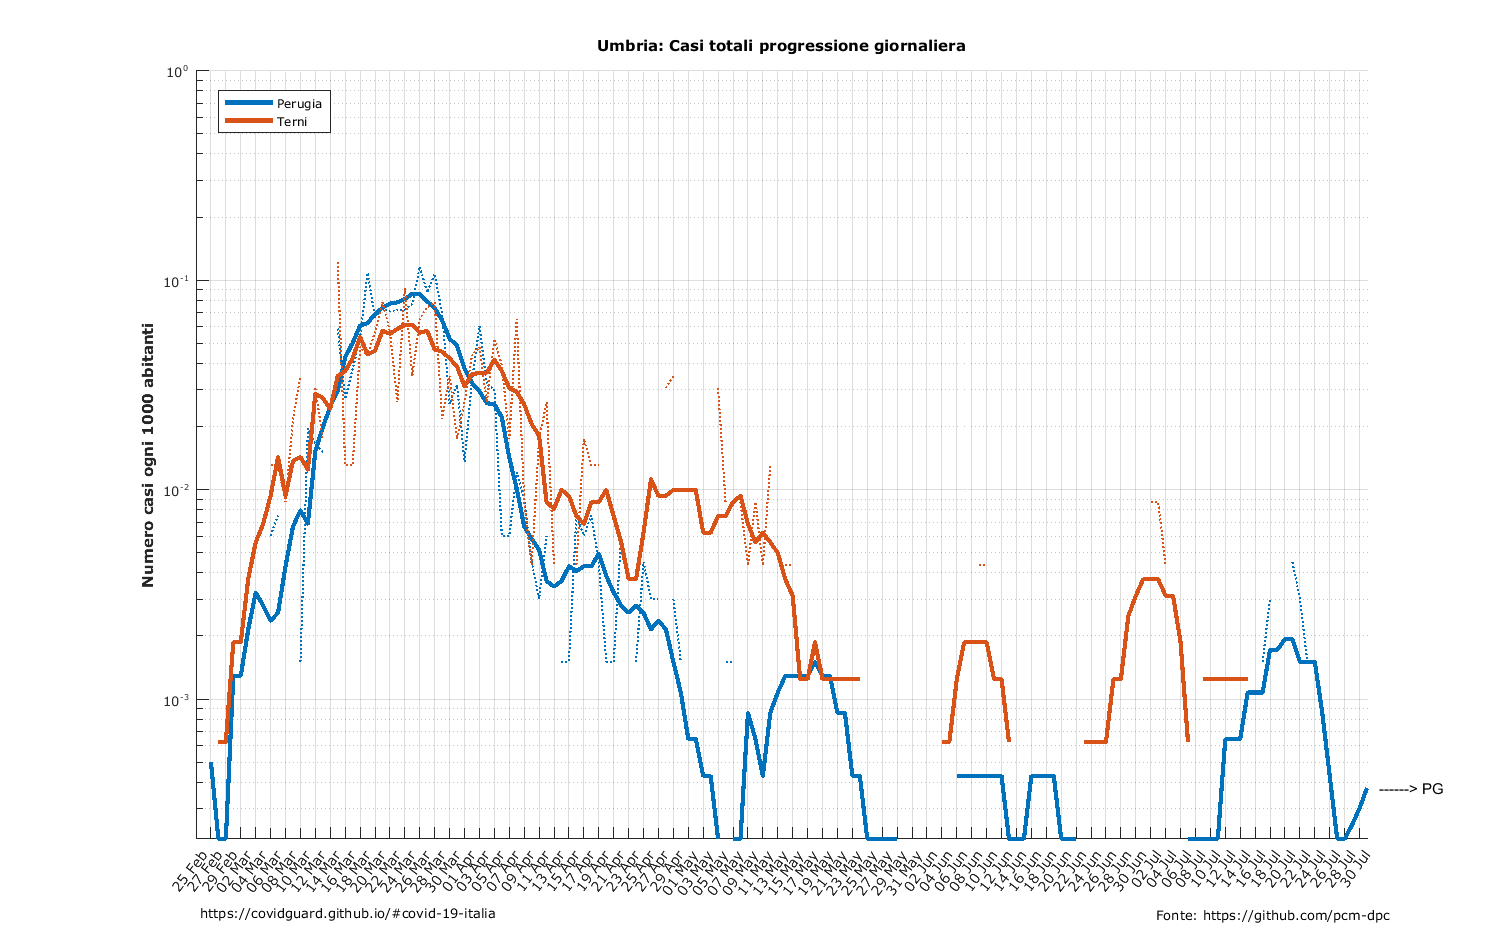 Umbria: Casi totali progressione giornaliera
10^0
Perugia
Terni
10^-1
10^-2
10^-3
Numero casi ogni 1000 abitanti
------> PG
25 Feb
27 Feb
29 Feb
02 Mar
04 Mar
06 Mar
08 Mar
10 Mar
12 Mar
14 Mar
16 Mar
18 Mar
20 Mar
22 Mar
24 Mar
26 Mar
28 Mar
30 Mar
01 Apr
03 Apr
05 Apr
07 Apr
09 Apr
11 Apr
13 Apr
15 Apr
17 Apr
19 Apr
21 Apr
23 Apr
25 Apr
27 Apr
29 Apr
01 May
03 May
05 May
07 May
09 May
11 May
13 May
15 May
17 May
19 May
21 May
23 May
25 May
27 May
29 May
31 May
02 Jun
04 Jun
06 Jun
08 Jun
10 Jun
12 Jun
14 Jun
16 Jun
18 Jun
20 Jun
22 Jun
24 Jun
26 Jun
28 Jun
30 Jun
02 Jul
04 Jul
06 Jul
08 Jul
10 Jul
12 Jul
14 Jul
16 Jul
18 Jul
20 Jul
22 Jul
24 Jul
26 Jul
28 Jul
30 Jul
https://covidguard.github.io/#covid-19-italia
Fonte: https://github.com/pcm-dpc